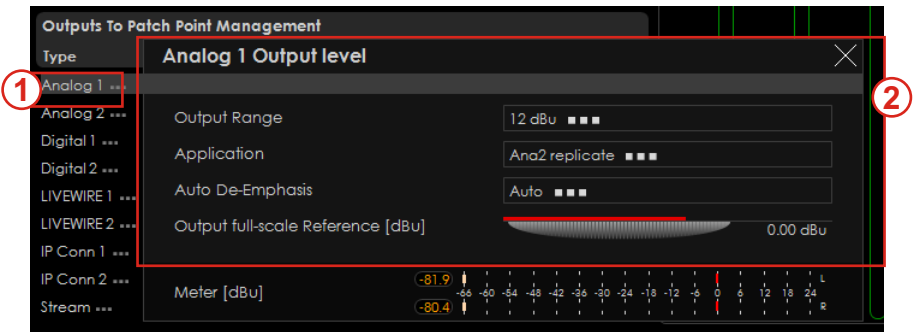 Outputs To Patch Point Management
Type
Analog 1 Output level
1
Analog 1
2
Analog 2
Output Range
12 dBu
Digital 1
Application
Ana2 replicate
Digital 2
Auto De-Emphasis
Auto
LIVEWIRE 1
LIVEWIRE 2
Output full-scale Reference [dBu]
0.00 dBu
IP Conn 1
IP Conn 2
Stream
Meter [dBu]
-81.9
L
-66 -60 -54 -48 -42 -36 -30 -24 -18 -12 -6 0 6 12 18 24
-80.4
R